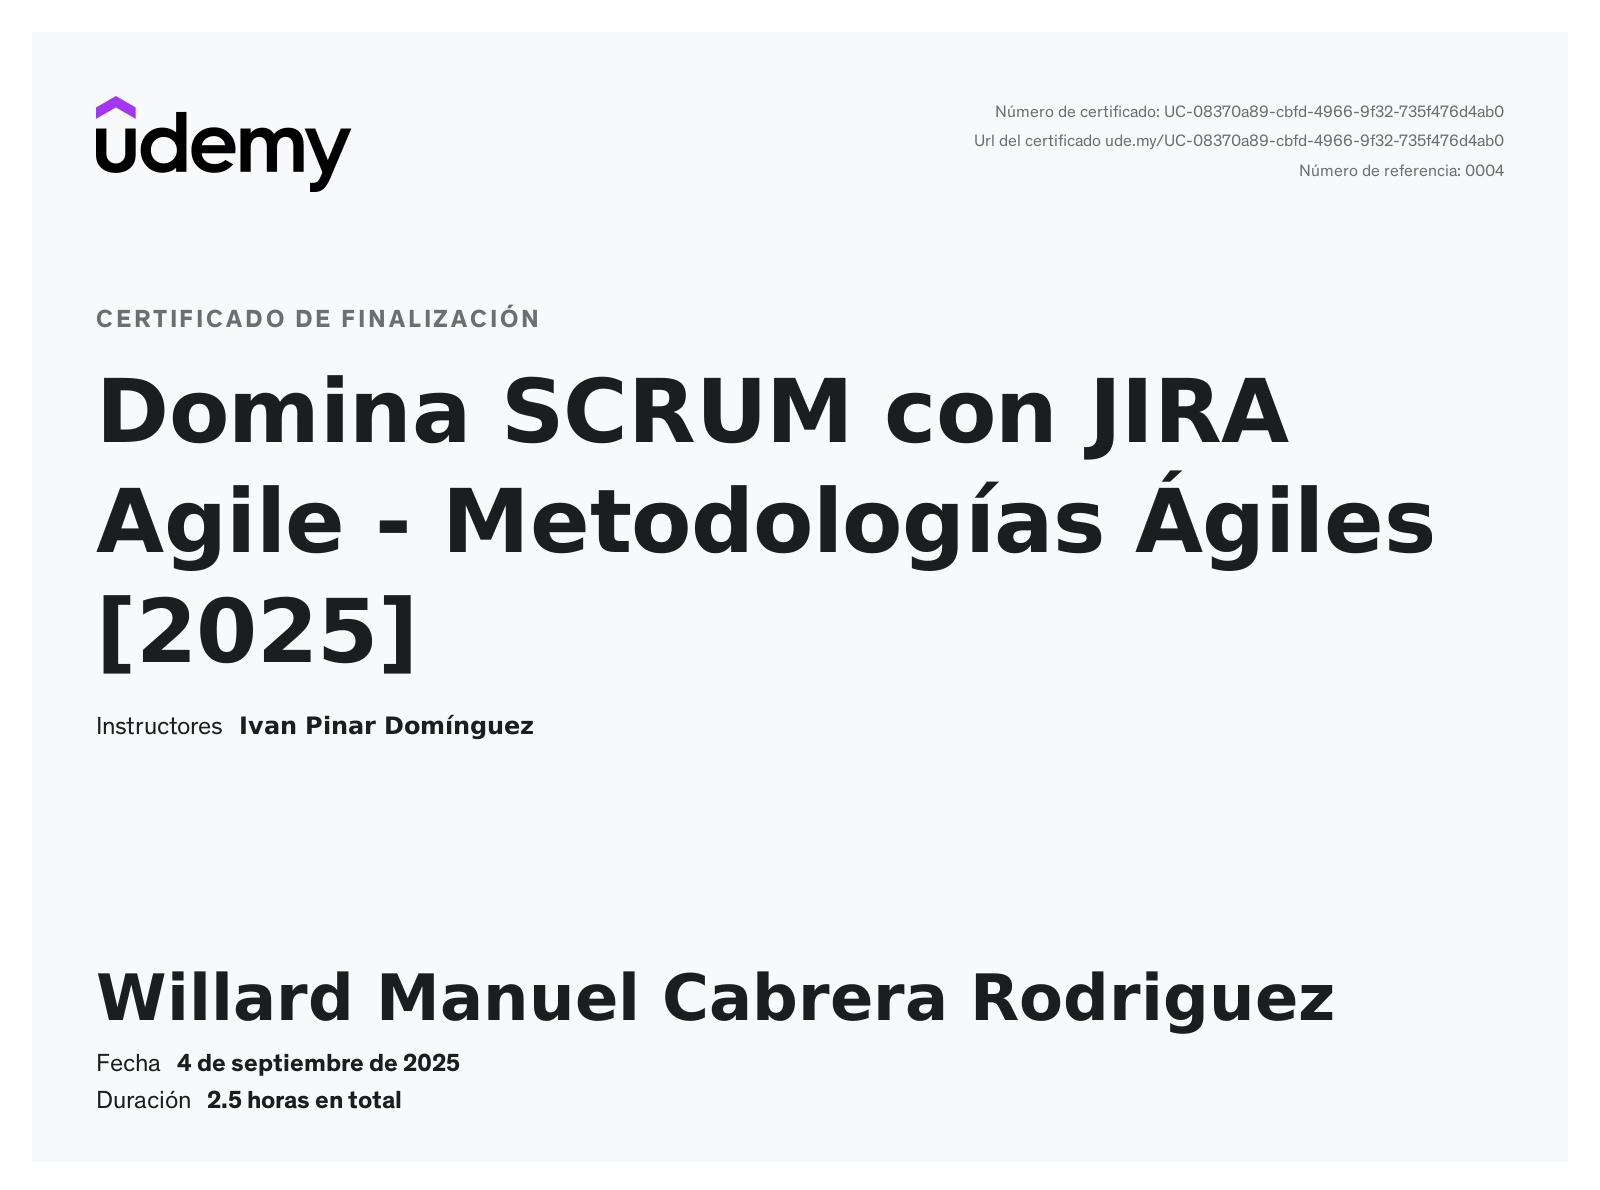 udemy
Número de certificado: UC-08370a89-cbfd-4966-9f32-735f476d4ab0
Url del certificado ude.my/UC-08370a89-cbfd-4966-9f32-735f476d4ab0
Número de referencia: 0004
CERTIFICADO DE FINALIZACIÓN
Domina SCRUM con JIRA
Agile - Metodologías Ágiles
[2025]
Instructores Ivan Pinar Domínguez
Willard Manuel Cabrera Rodriguez
Fecha 4 de septiembre de 2025
Duración 2.5 horas en total